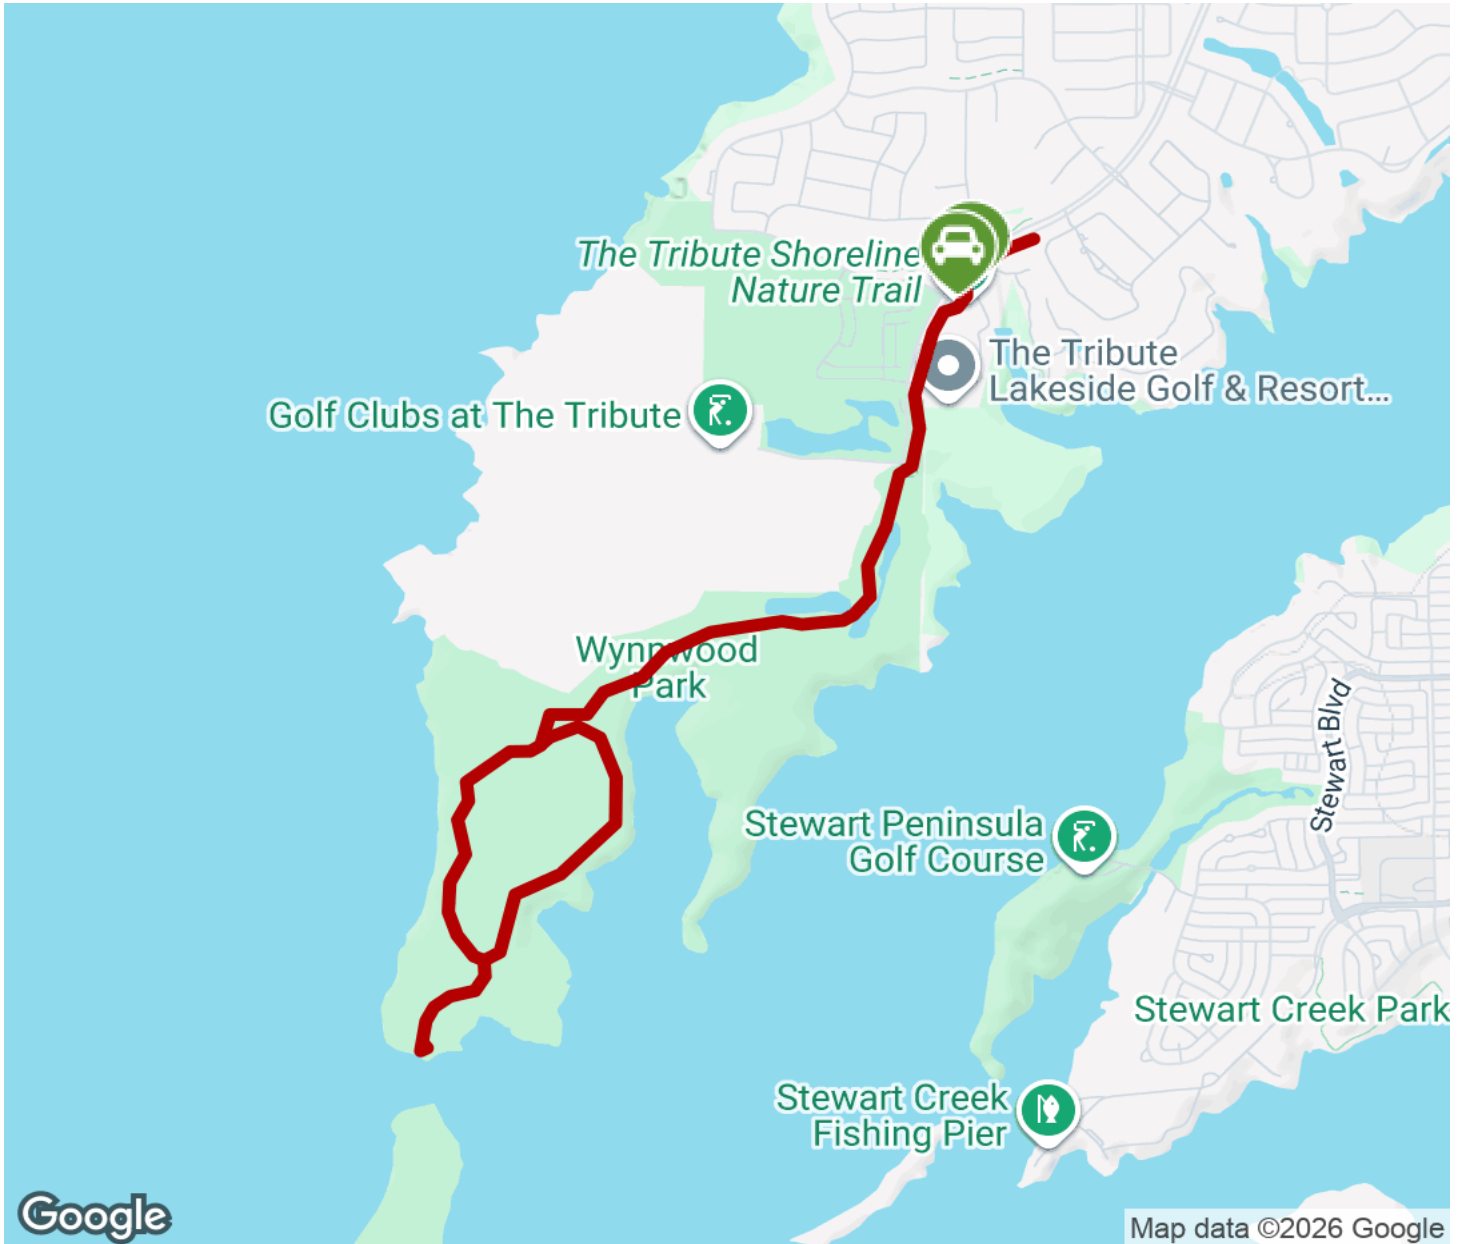 The Tribute Shoreline
Nature Trail
The Tribute
Lakeside Golf & Resort...
Golf Clubs at The Tribute
Wynnwood
Park
Stewart Blvd
Stewart Peninsula
Golf Course
Stewart Creek Park
Stewart Creek
Fishing Pier
Google
Map data ©2026 Google